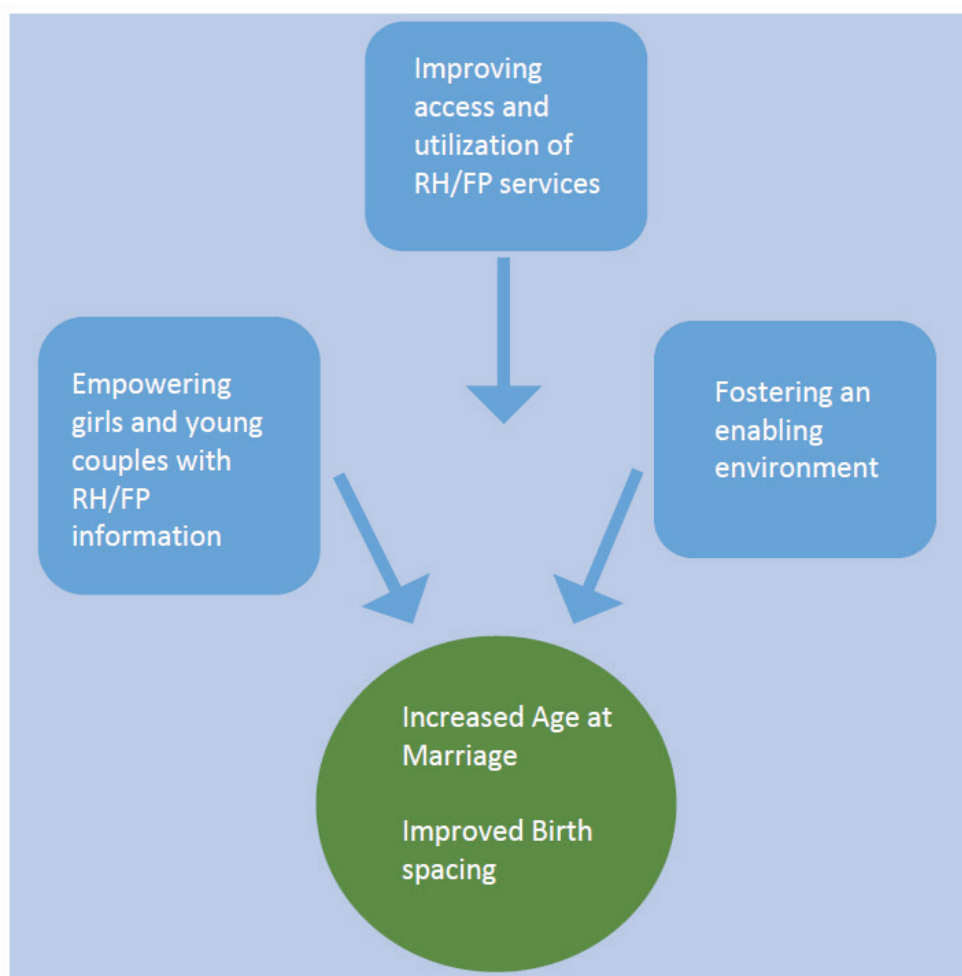 Improving
access and
utilization of
RH/FP services
Empowering
girls and young
couples with
RH/FP
information
Fostering an
enabling
environment
Increased Age at
Marriage
Improved Birth
spacing